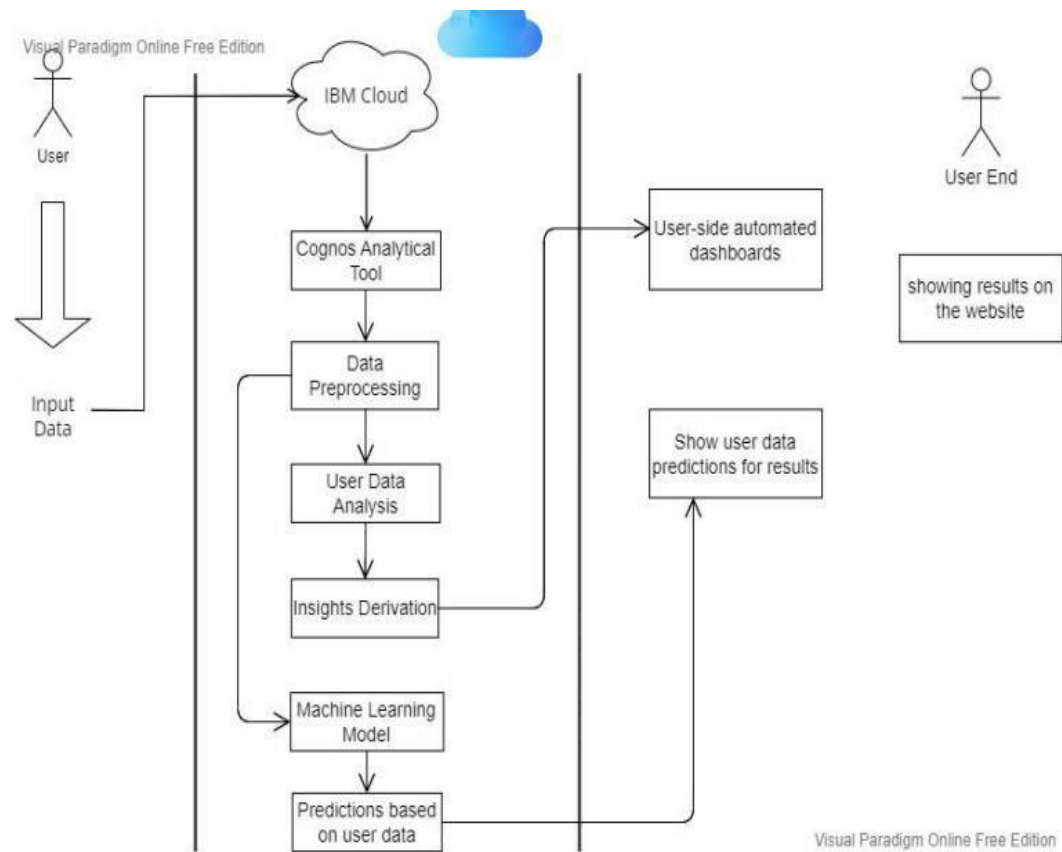 Visual Paradigm Online Free Edition
User
Input
Data
IBM Cloud
Cognos Analytical
Tool
Data
Preprocessing
User Data
Analysis
Insights Derivation
Machine Learning
Model
Predictions based
on user data
User-side automated
dashboards
Show user data
predictions for results
User End
showing results on
the website
Visual Paradigm Online Free Edition